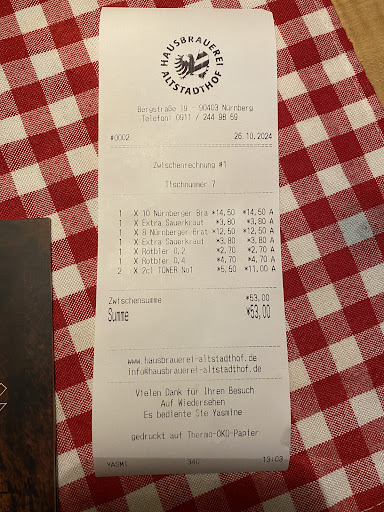 HAUSBRAUEREI
ALTSTADTHOF
Bergstraße 19 - 90403 Nürnberg
Telefon: 0911 / 244 98 59
#0002 26.10.2024
Zwischenrechnung #1
Tischnummer 7
1 X 10 Nürnberger Bra *14,50 *14,50 A
1 X Extra Sauerkraut *3,80 *3,80 A
1 X 8 Nürnberger Brat *12,50 *12,50 A
1 X Extra Sauerkraut *3,80 *3,80 A
1 X Rotbier 0,2 *2,70 *2,70 A
1 X Rotbier 0,4 *4,70 *4,70 A
2 X 2cl *5,50 *11,00 A
Zwischensumme *53,00
Summe *53,00
www.hausbrauerei-altstadthof.de
info@hausbrauerei-altstadthof.de
Vielen Dank für Ihren Besuch
Auf Wiedersehen
Es bediente Sie Yasmine
gedruckt auf Thermo-ÖKO-Papier
YASMI 340 13:03